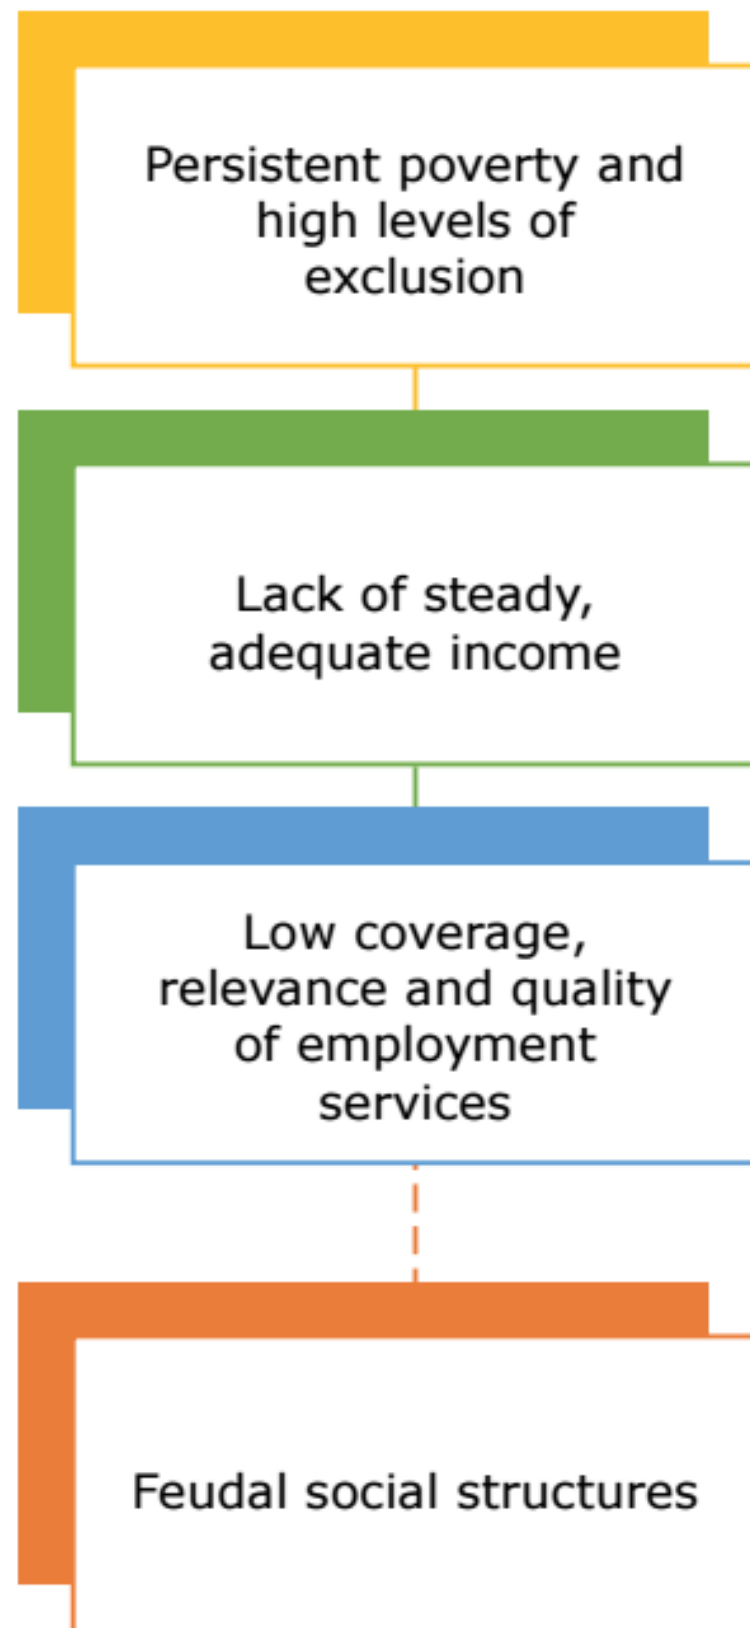 Persistent poverty and
high levels of
exclusion
Lack of steady,
adequate income
Low coverage,
relevance and quality
of employment
services
Feudal social structures